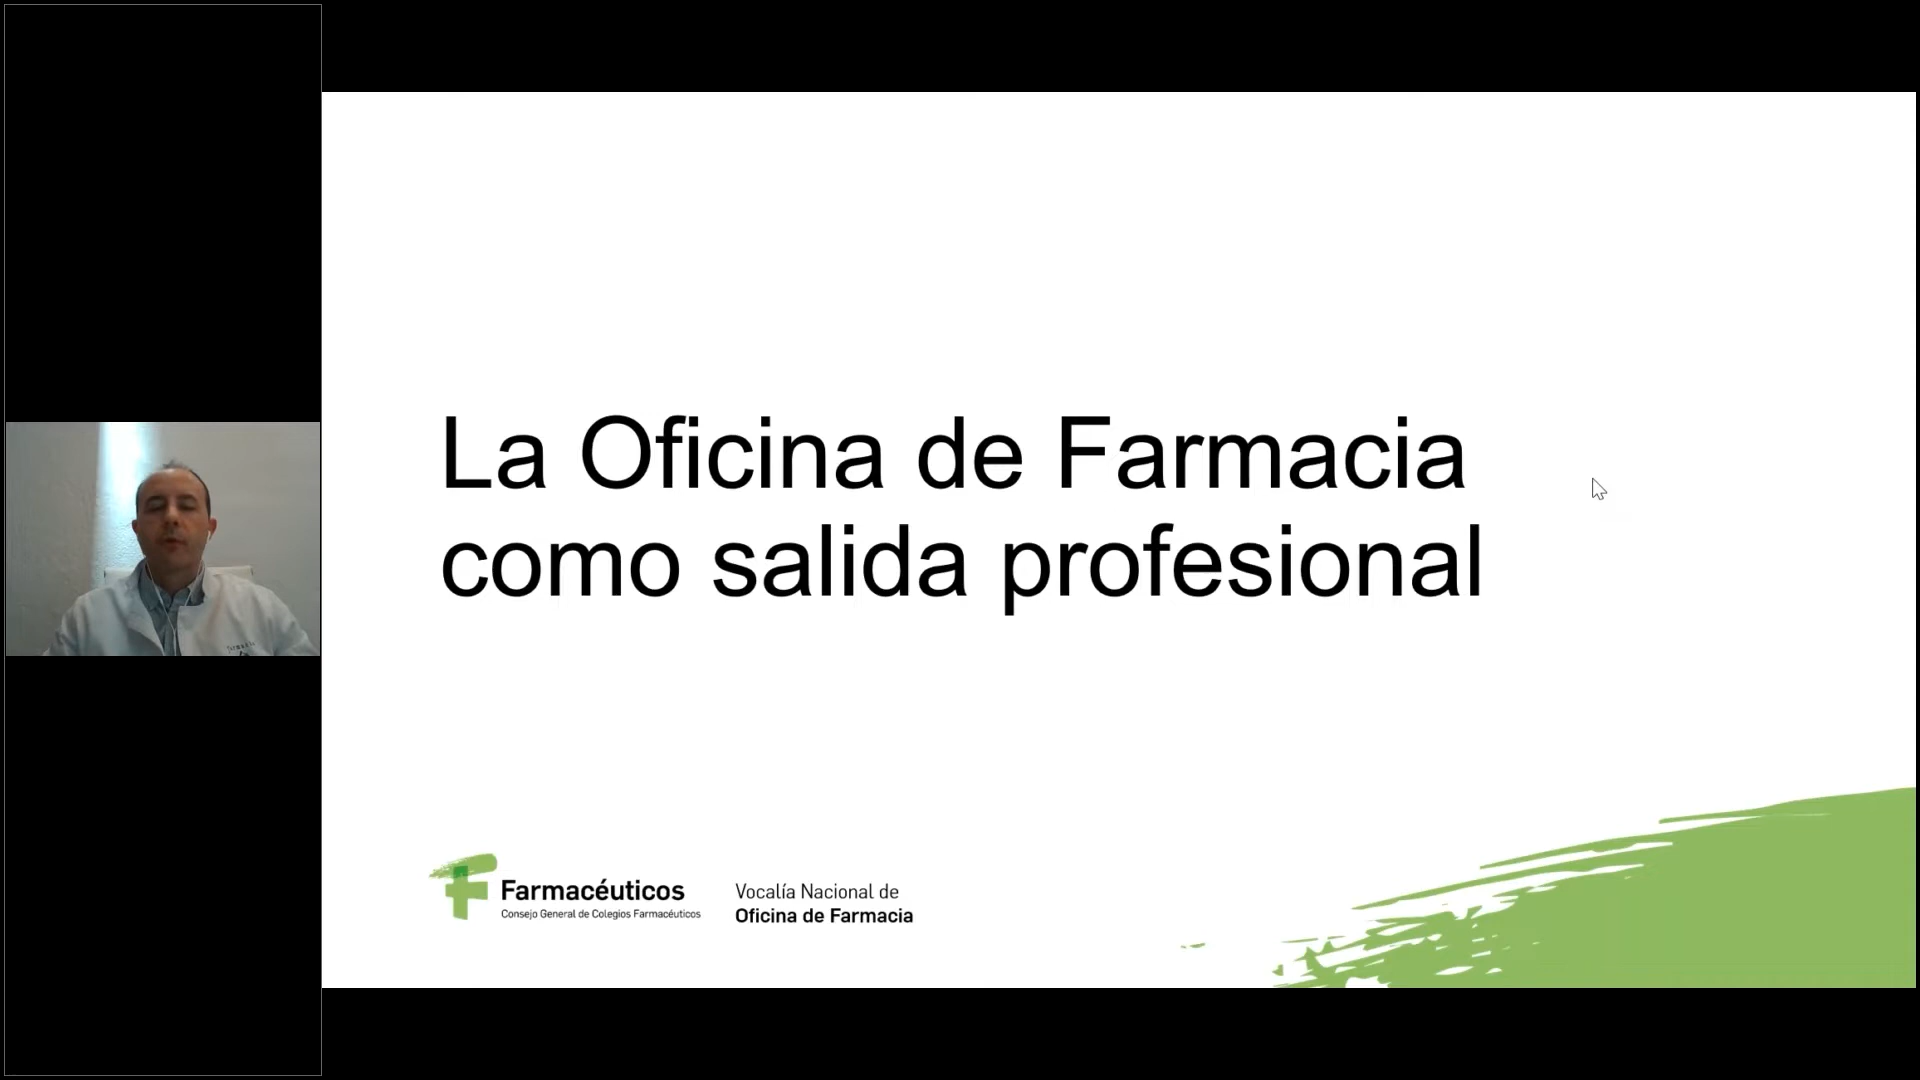 La Oficina de Farmacia
como salida profesional
Farmacéuticos
Consejo General de Colegios Farmacéuticos
Vocalía Nacional de
Oficina de Farmacia